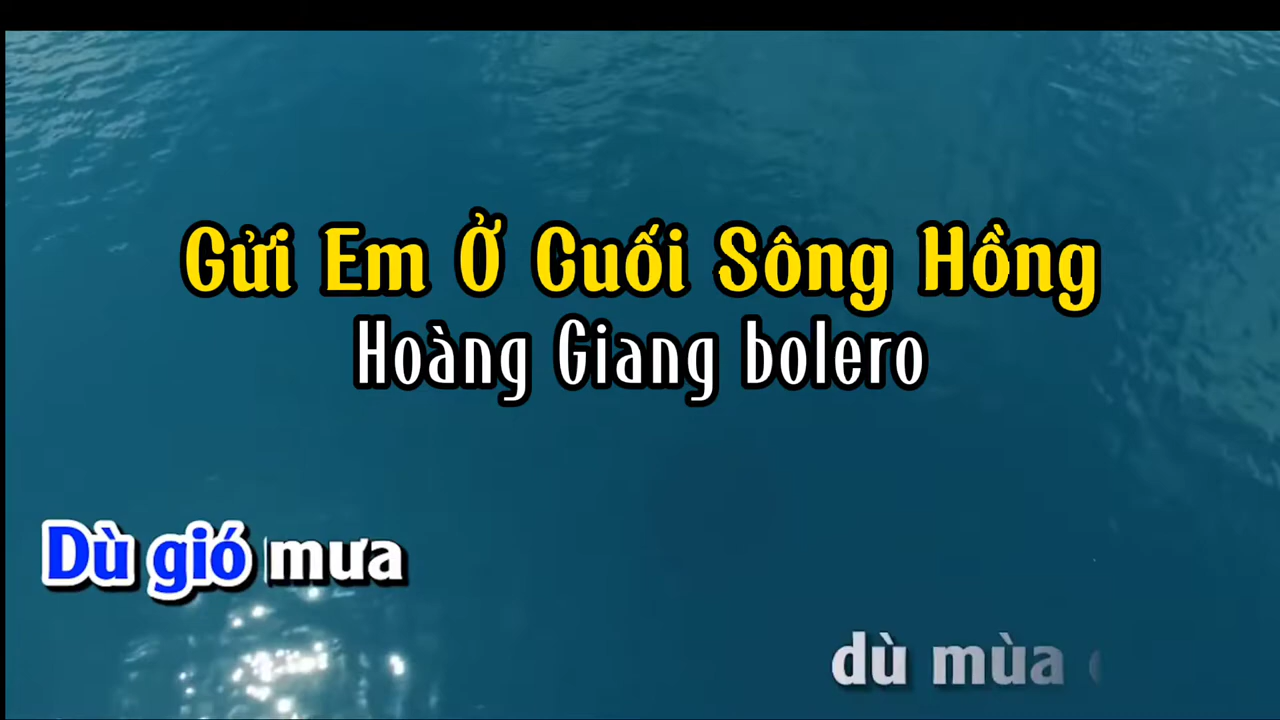 Gửi Em Ở Cuối Sông Hồng
Hoàng Giang bolero
Dù gió mưa
dù mùa